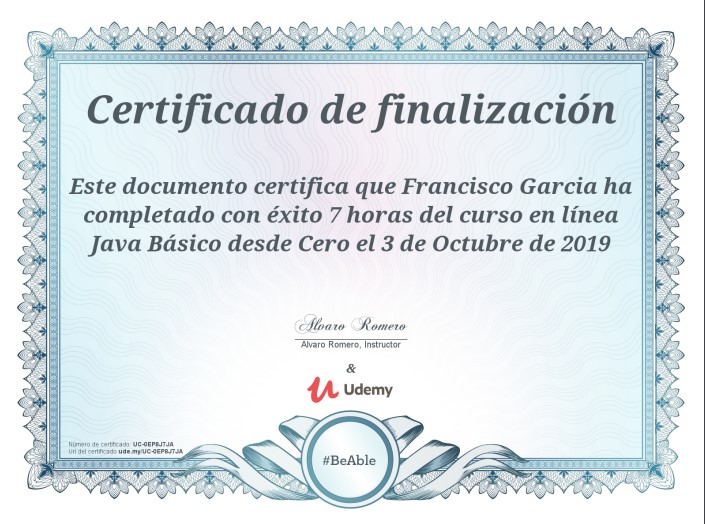 Certificado de finalización
Este documento certifica que Francisco Garcia ha
completado con éxito 7 horas del curso en línea
Java Básico desde Cero el 3 de Octubre de 2019
Alvaro Romero
Alvaro Romero, Instructor
&
Udemy
#BeAble
Número de certificado: UC-0EP8J7JA
Url del certificado ude.my/UC-0EP8J7JA